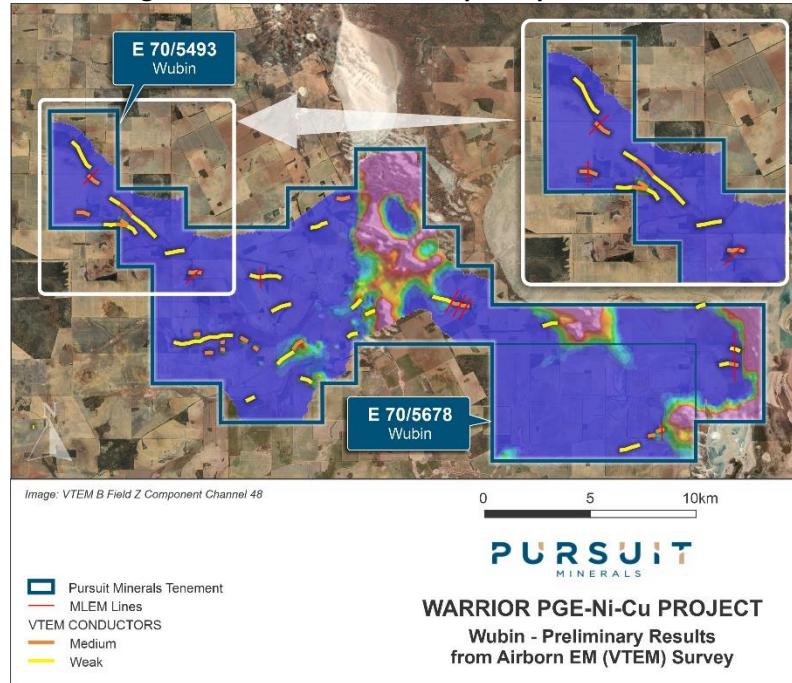 E 70/5493
Wubin
E 70/5678
Wubin
Image: VTEM B Field Z Component Channel 48
0 5 10km
PURSUIT
MINERALS
Pursuit Minerals Tenement
MLEM Lines
VTEM CONDUCTORS
Medium
Weak
WARRIOR PGE-Ni-Cu PROJECT
Wubin - Preliminary Results
from Airborn EM (VTEM) Survey